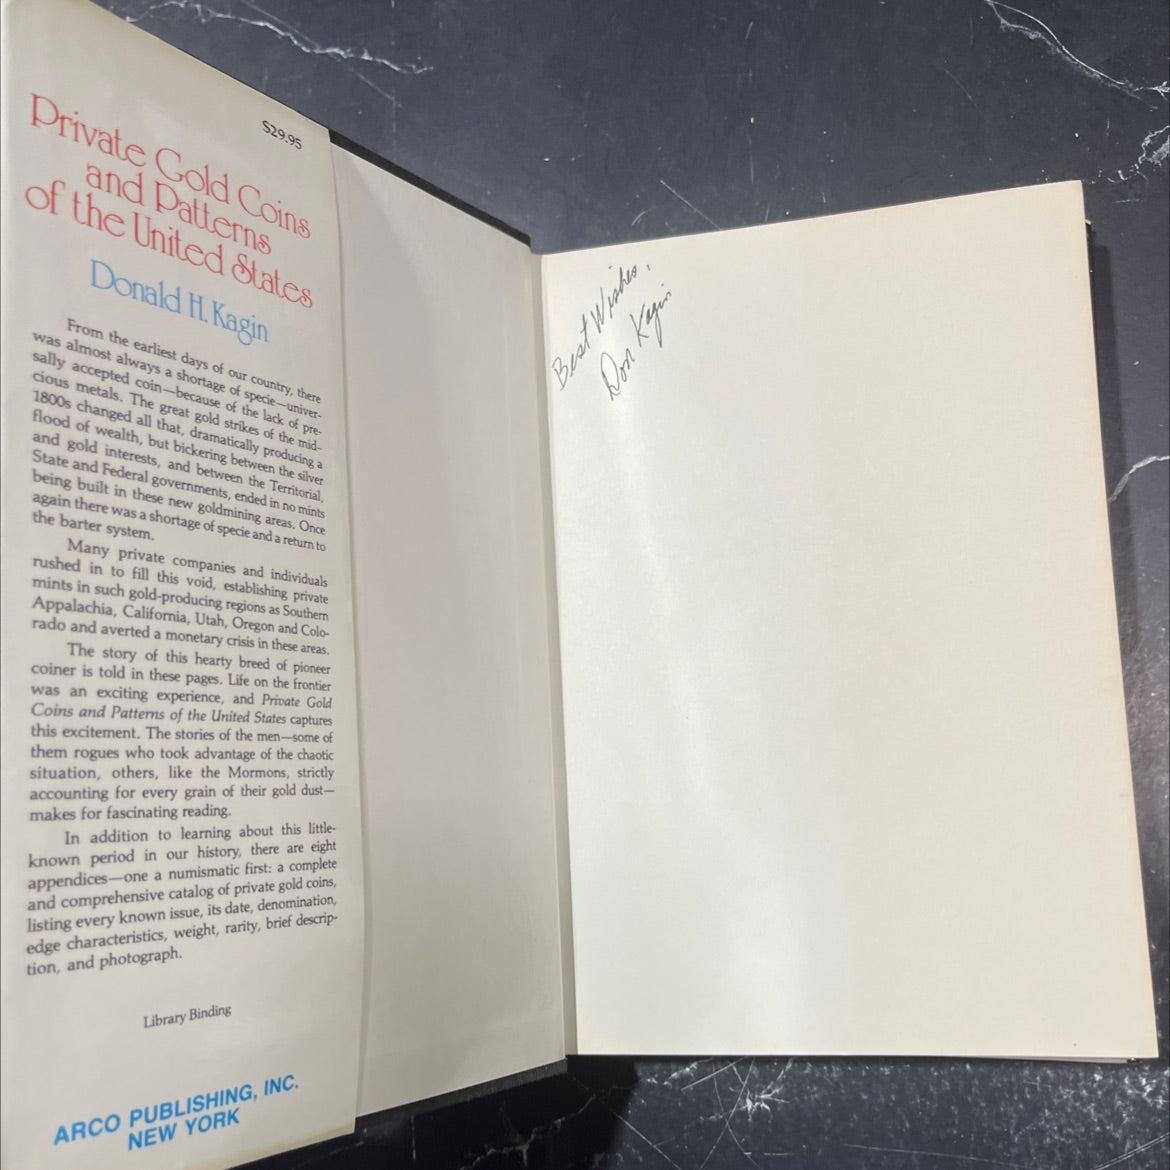 $29.95
Private Gold Coins
and Patterns
of the United States
Donald H. Kagin
From the earliest days of our country, there
was almost always a shortage of specie—univer-
sally accepted coin—because of the lack of pre-
cious metals. The great gold strikes of the mid-
1800s changed all that, dramatically producing a
flood of wealth, but bickering between the silver
and gold interests, and between the Territorial,
State and Federal governments, ended in no mints
being built in these new goldmining areas. Once
again there was a shortage of specie and a return to
the barter system.
Many private companies and individuals
rushed in to fill this void, establishing private
mints in such gold-producing regions as Southern
Appalachia, California, Utah, Oregon and Colo-
rado and averted a monetary crisis in these areas.
The story of this hearty breed of pioneer
coiner is told in these pages. Life on the frontier
was an exciting experience, and Private Gold
Coins and Patterns of the United States captures
this excitement. The stories of the men—some of
them rogues who took advantage of the chaotic
situation, others, like the Mormons, strictly
accounting for every grain of their gold dust—
makes for fascinating reading.
In addition to learning about this little-
known period in our history, there are eight
appendices—one a numismatic first: a complete
and comprehensive catalog of private gold coins,
listing every known issue, its date, denomination,
edge characteristics, weight, rarity, brief descrip-
tion, and photograph.
Library Binding
ARCO PUBLISHING, INC.
NEW YORK
Best Wishes,
Don Kagin